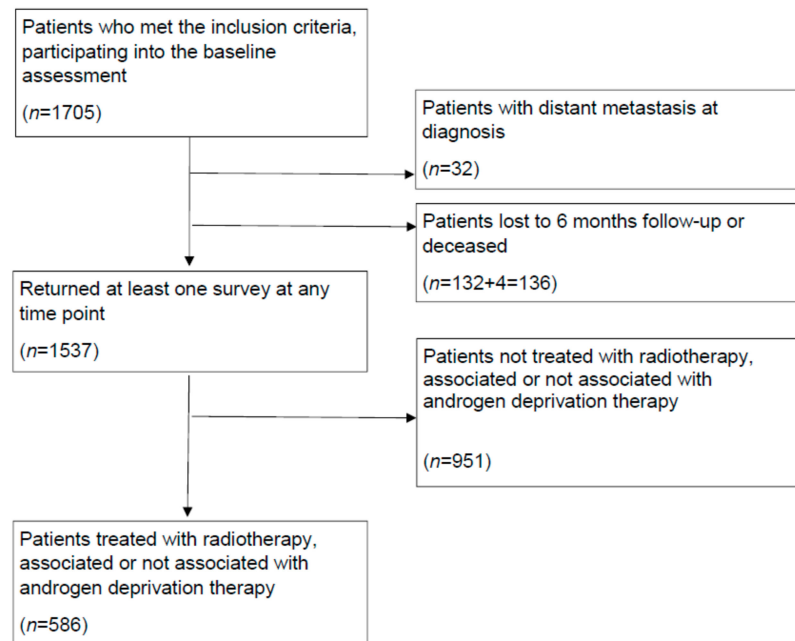 Patients who met the inclusion criteria,
participating into the baseline
assessment
(n=1705)
Patients with distant metastasis at
diagnosis
(n=32)
Patients lost to 6 months follow-up or
deceased
(n=132+4=136)
Returned at least one survey at any
time point
(n=1537)
Patients not treated with radiotherapy,
associated or not associated with
androgen deprivation therapy
(n=951)
Patients treated with radiotherapy,
associated or not associated with
androgen deprivation therapy
(n=586)